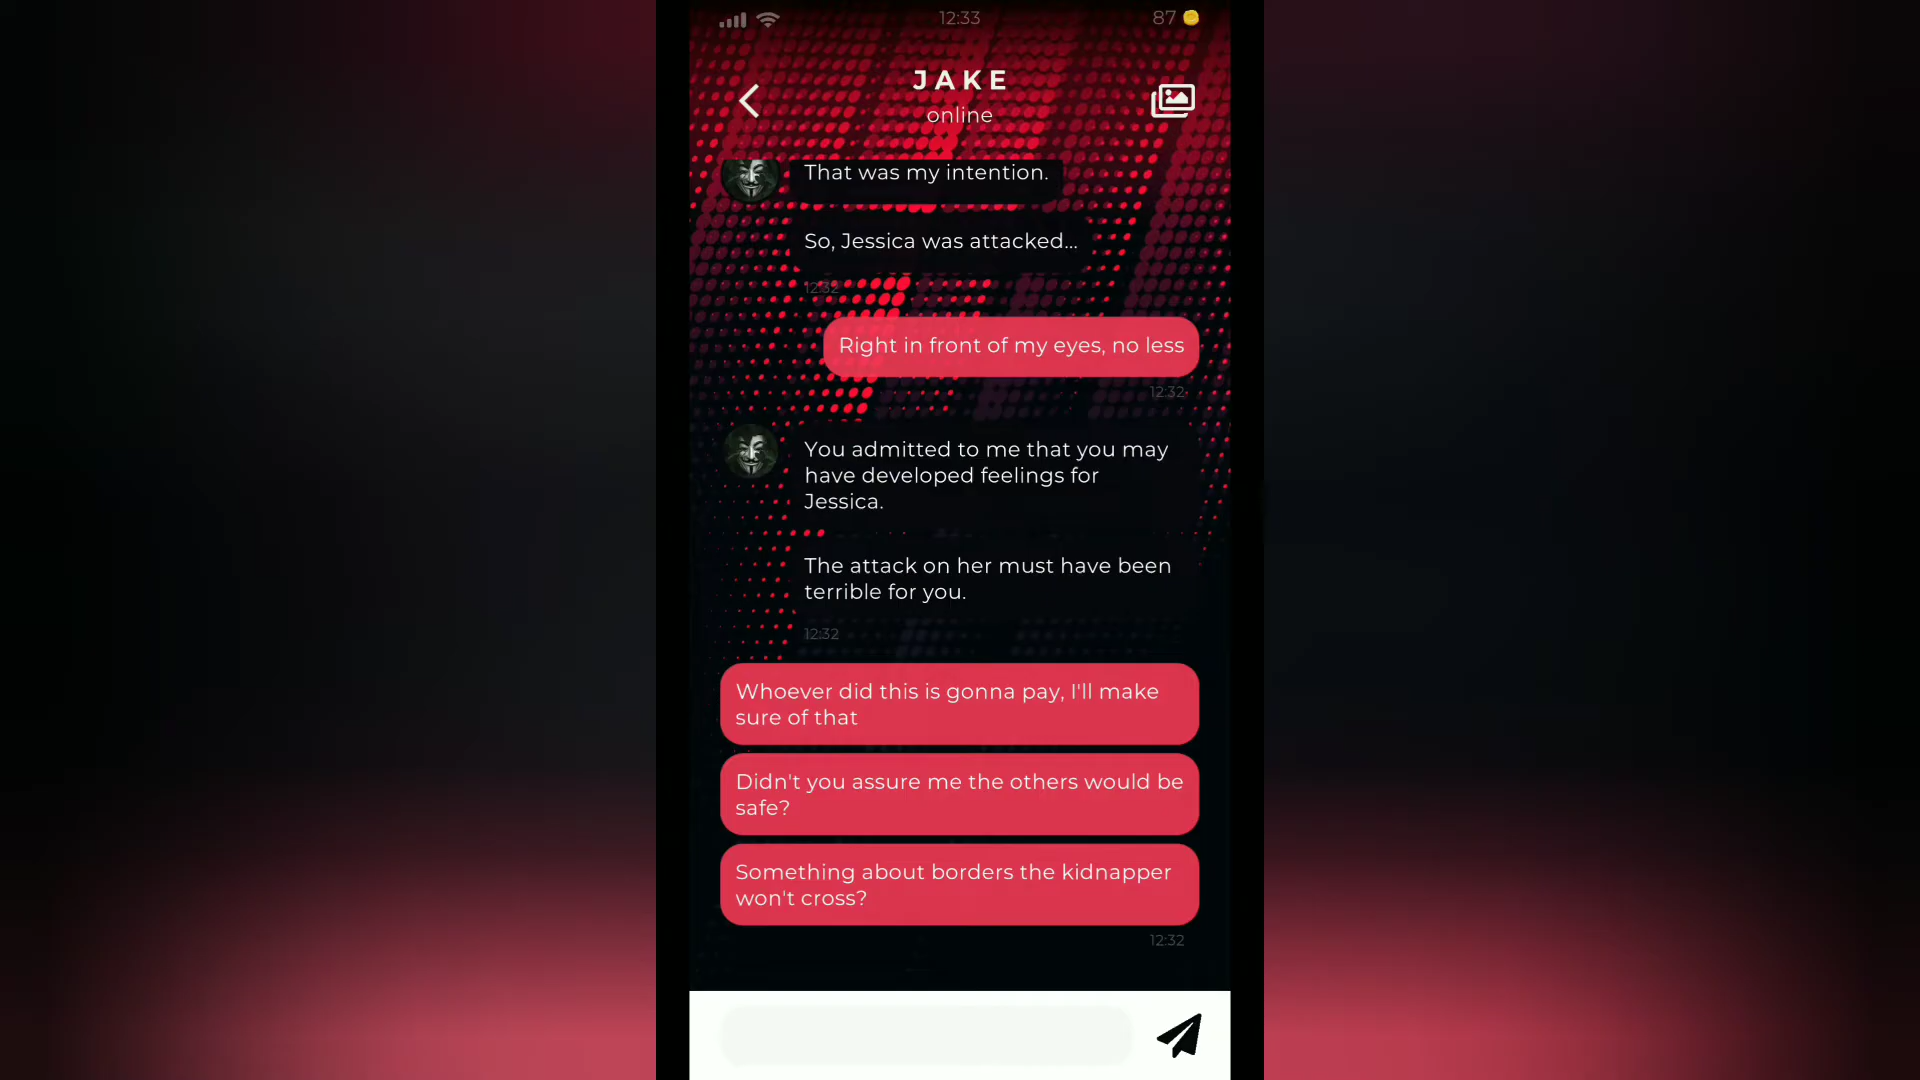 12:33
87
JAKE
online
That was my intention.
So, Jessica was attacked...
12:32
Right in front of my eyes, no less
12:32
You admitted to me that you may
have developed feelings for
Jessica.
The attack on her must have been
terrible for you.
12:32
Whoever did this is gonna pay, I'll make
sure of that
Didn't you assure me the others would be
safe?
Something about borders the kidnapper
won't cross?
12:32